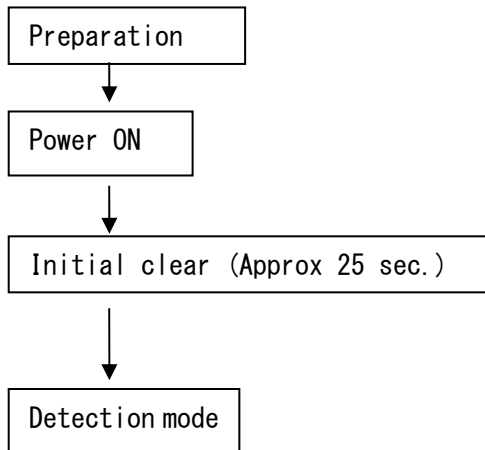 Preparation
Power ON
Initial clear (Approx 25 sec.)
Detection mode